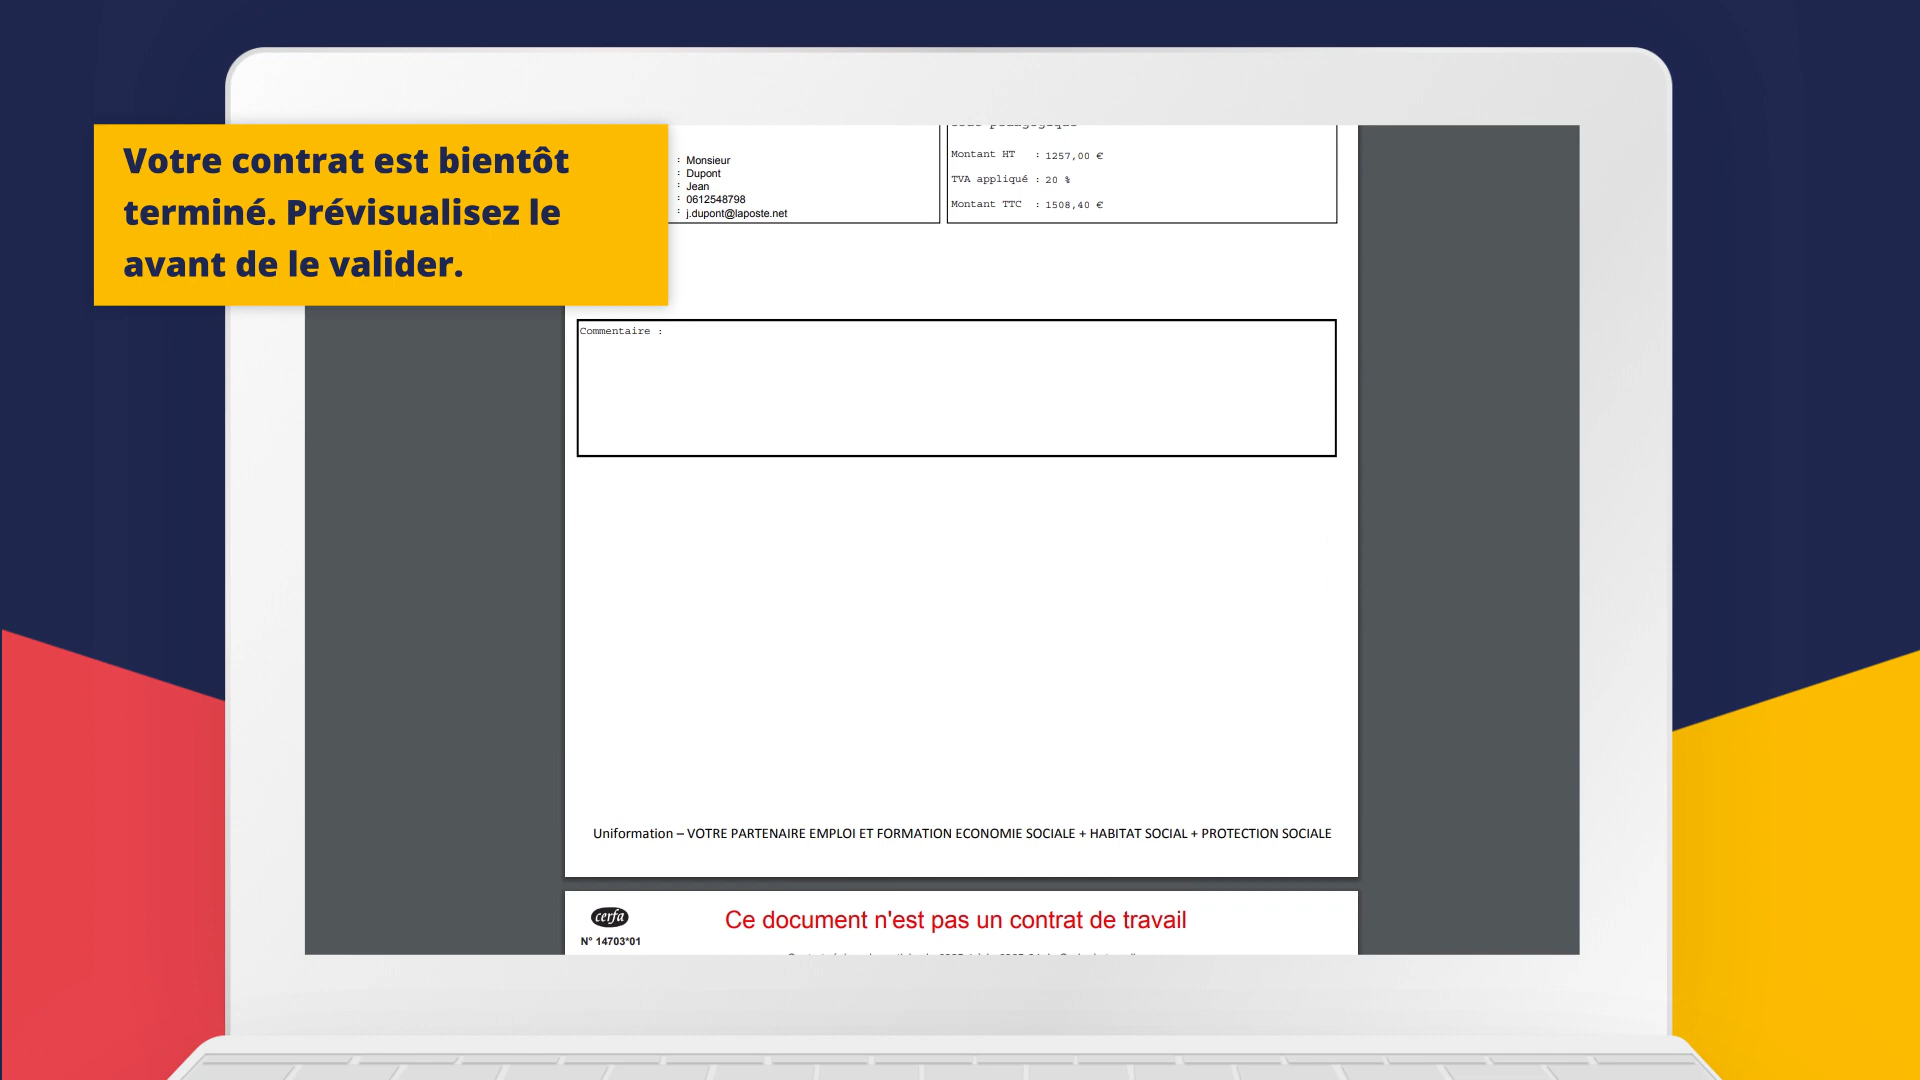 Votre contrat est bientôt
terminé. Prévisualisez le
avant de le valider.
: Monsieur
: Dupont
: Jean
: 0612548798
: j.dupont@laposte.net
Montant HT : 1257,00 €
TVA appliqué : 20 %
Montant TTC : 1508,40 €
Commentaire :
Uniformation – VOTRE PARTENAIRE EMPLOI ET FORMATION ECONOMIE SOCIALE + HABITAT SOCIAL + PROTECTION SOCIALE
cerfa
N° 14703*01
Ce document n'est pas un contrat de travail